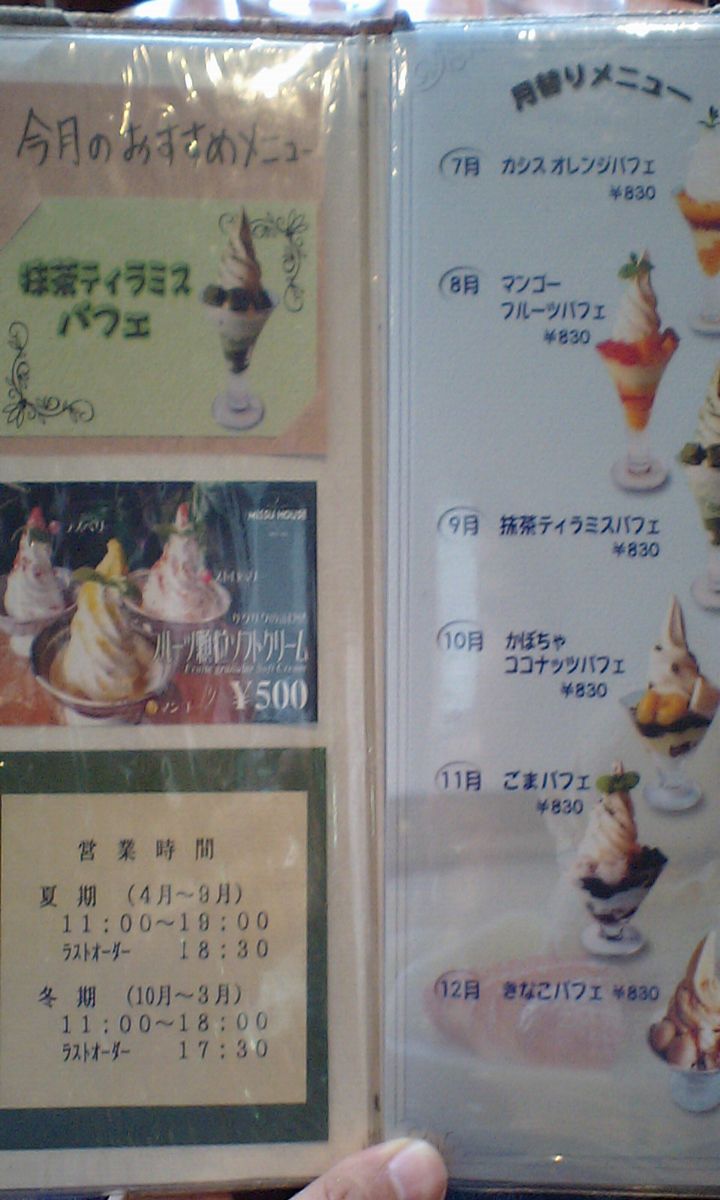 今月のおすすめメニュー
抹茶ティラミス
パフェ
MISSU HOUSE
フルーツ顆粒ソフトクリーム
¥500
営業時間
夏期 (4月～9月)
11:00～19:00
ラストオーダー 18:30
冬期 (10月～3月)
11:00～18:00
ラストオーダー 17:30
月替りメニュー
7月 カシスオレンジパフェ
¥830
8月 マンゴー
フルーツパフェ
¥830
9月 抹茶ティラミスパフェ
¥830
10月 かぼちゃ
ココナッツパフェ
¥830
11月 ごまパフェ
¥830
12月 きなこパフェ ¥830